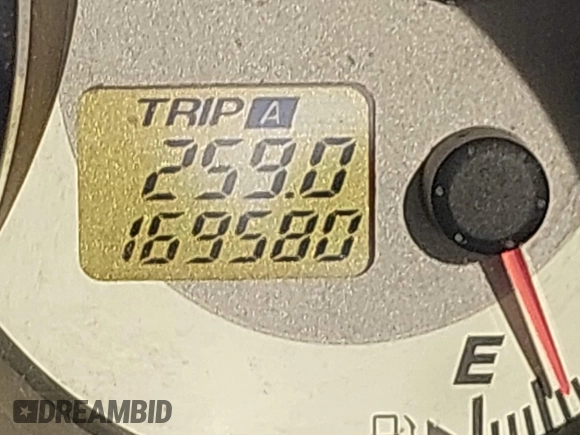 TRIP A
259.0
169580
E
DREAMBID